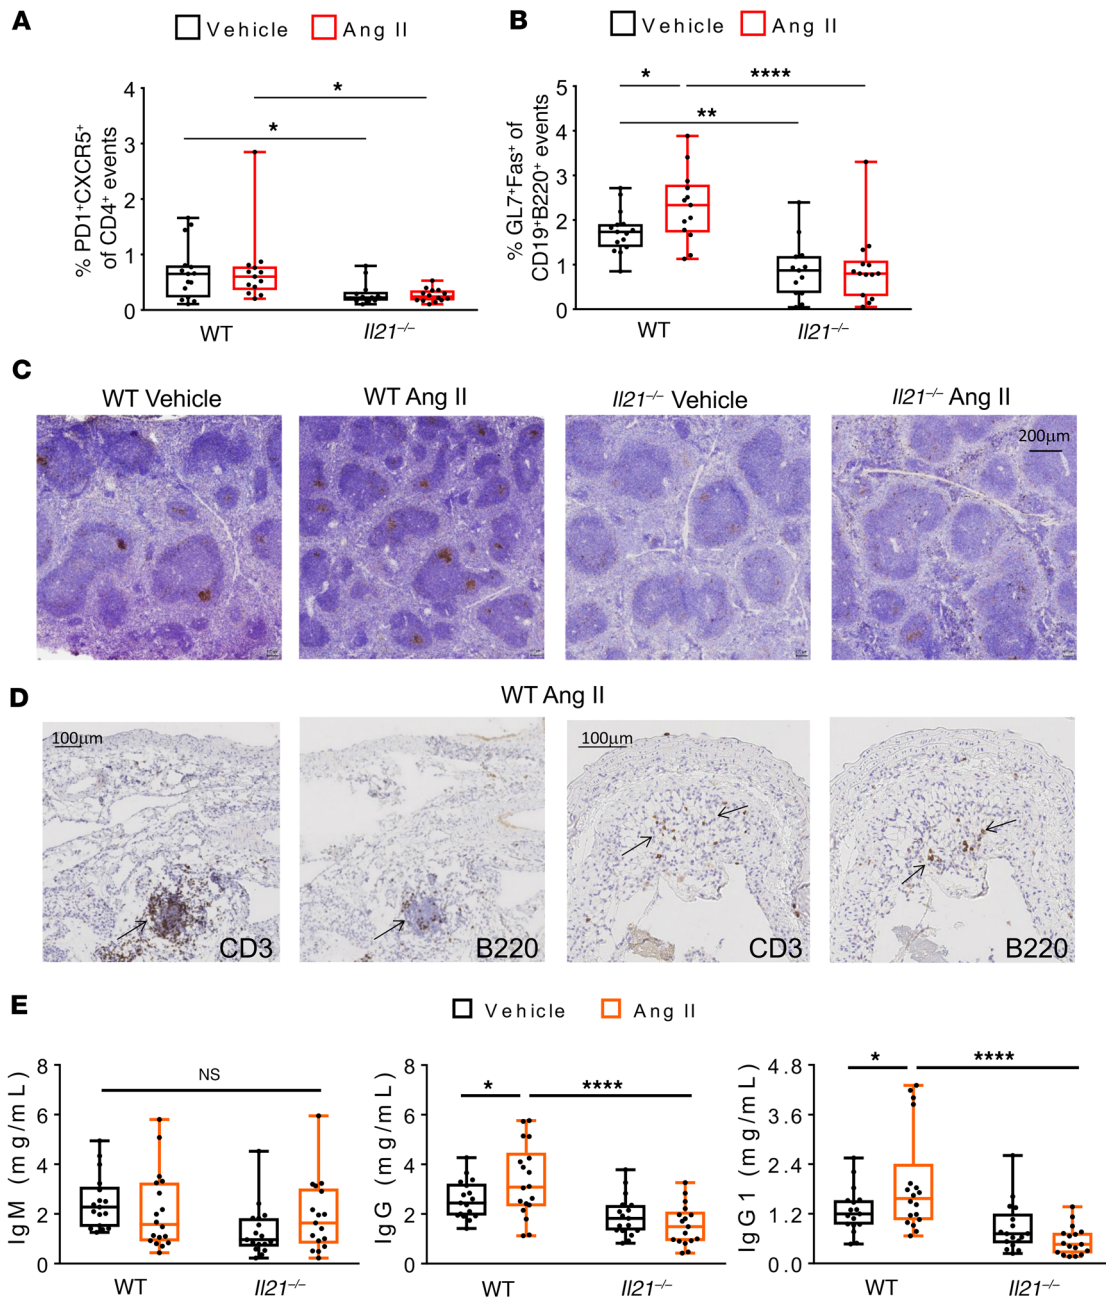 A
Vehicle
Ang II
% PD1⁺CXCR5⁺
of CD4⁺ events
4
3
2
1
0
*
*
WT
Il21⁻/⁻
B
Vehicle
Ang II
% GL7⁺Fas⁺ of
CD19⁺B220⁺ events
5
4
3
2
1
0
*
****
**
WT
Il21⁻/⁻
C
WT Vehicle
WT Ang II
Il21⁻/⁻ Vehicle
Il21⁻/⁻ Ang II
200μm
D
WT Ang II
100μm
CD3
B220
100μm
CD3
B220
E
Vehicle
Ang II
IgM (mg/mL)
8
6
4
2
0
NS
WT
Il21⁻/⁻
IgG (mg/mL)
8
6
4
2
0
*
****
WT
Il21⁻/⁻
IgG1 (mg/mL)
4.8
3.6
2.4
1.2
0.0
*
****
WT
Il21⁻/⁻